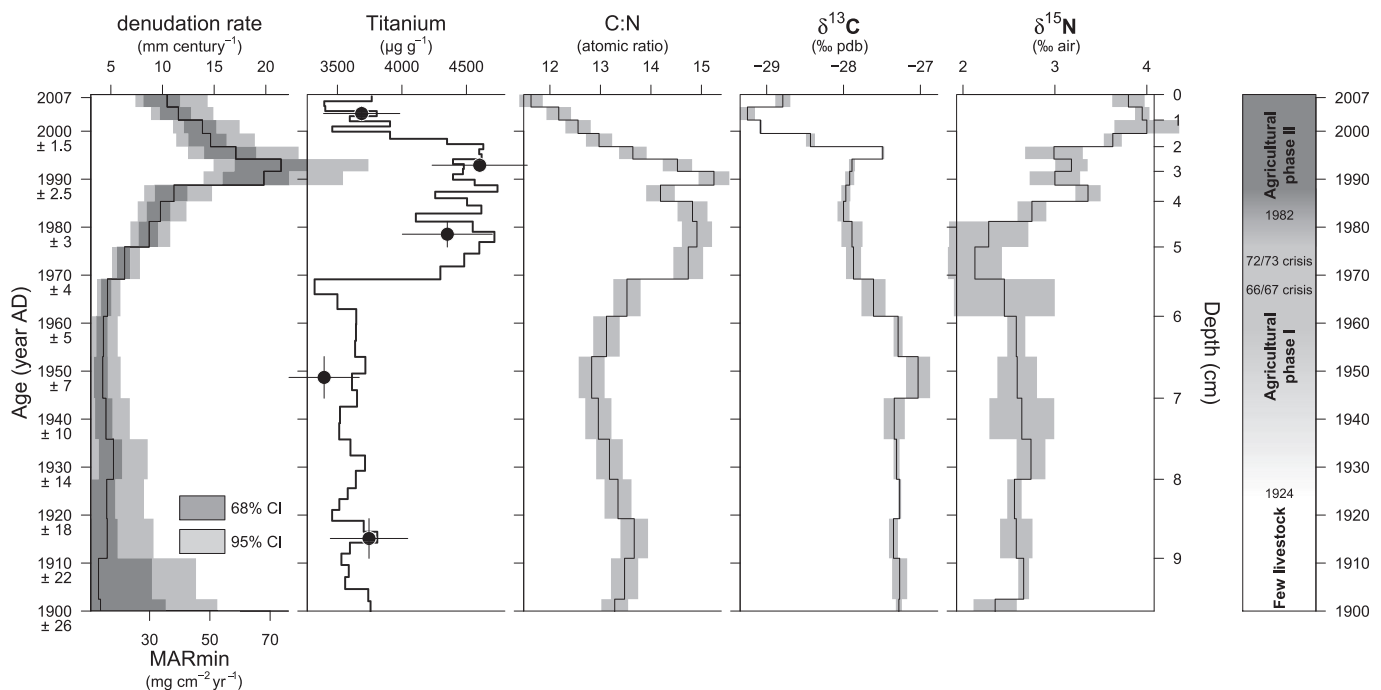 denudation rate
(mm century⁻¹)
5 10 15 20
Titanium
(µg g⁻¹)
3500 4000 4500
C:N
(atomic ratio)
12 13 14 15
δ¹³C
(‰ pdb)
−29 −28 −27
δ¹⁵N
(‰ air)
2 3 4
Age (year AD)
2007
2000
± 1.5
1990
± 2.5
1980
± 3
1970
± 4
1960
± 5
1950
± 7
1940
± 10
1930
± 14
1920
± 18
1910
± 22
1900
± 26
68% CI
95% CI
30 50 70
MARmin
(mg cm⁻² yr⁻¹)
0
1
2
3
4
5
6
7
8
9
Depth (cm)
Agricultural
phase II
1982
72/73 crisis
66/67 crisis
Agricultural
phase I
1924
Few livestock
2007
2000
1990
1980
1970
1960
1950
1940
1930
1920
1910
1900